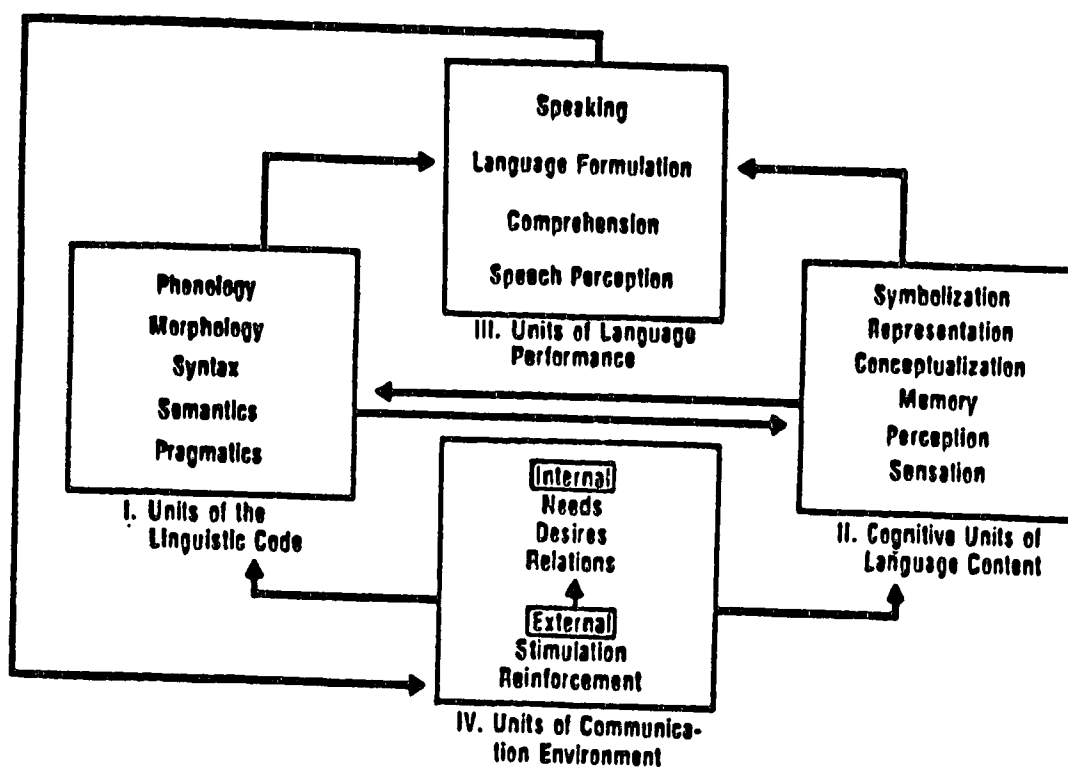 Speaking
Language Formulation
Comprehension
Speech Perception
III. Units of Language
Performance
Phonology
Morphology
Syntax
Semantics
Pragmatics
I. Units of the
Linguistic Code
Symbolization
Representation
Conceptualization
Memory
Perception
Sensation
II. Cognitive Units of
Language Content
Internal
Needs
Desires
Relations
External
Stimulation
Reinforcement
IV. Units of Communica-
tion Environment